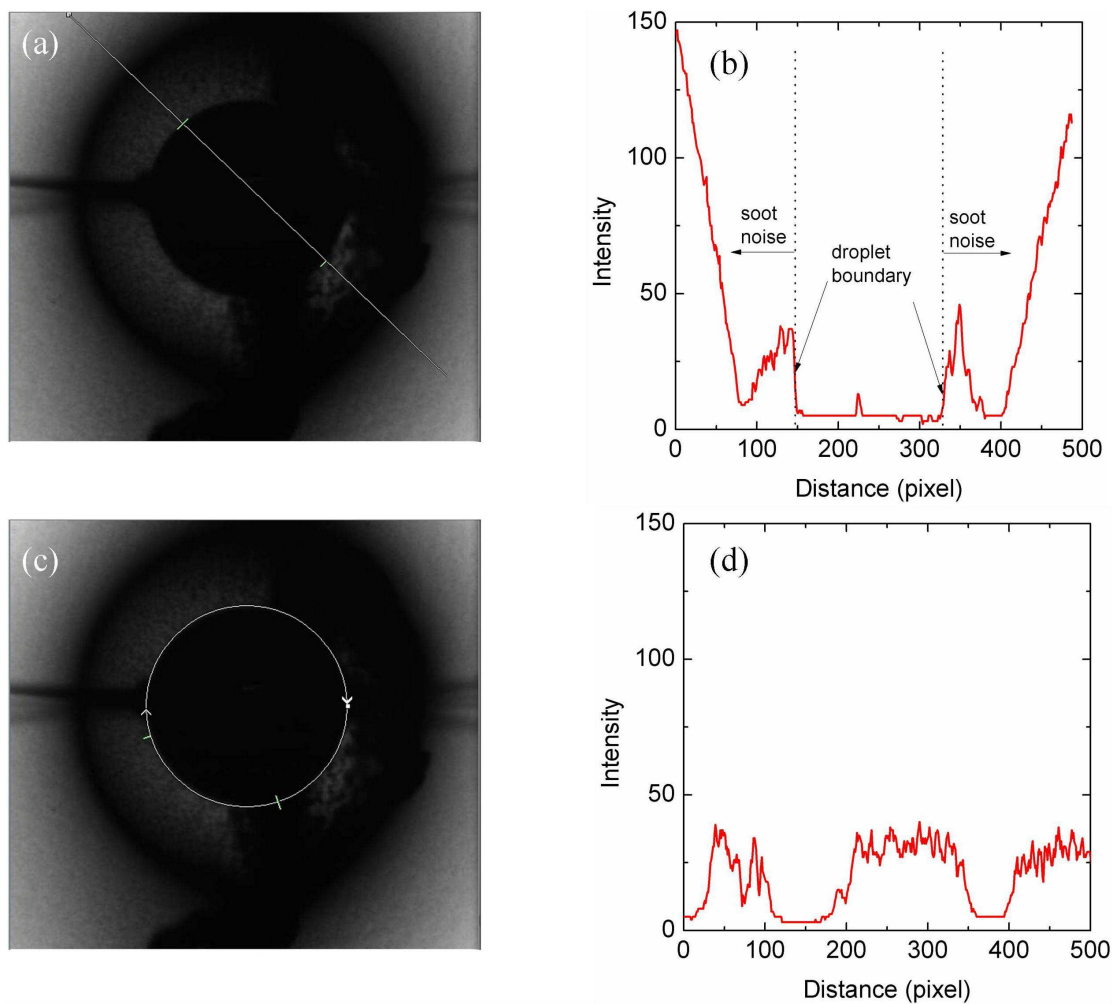 (a)
(b)
150
100
50
0
Intensity
soot
noise
droplet
boundary
soot
noise
0
100
200
300
400
500
Distance (pixel)
(c)
(d)
150
100
50
0
Intensity
0
100
200
300
400
500
Distance (pixel)